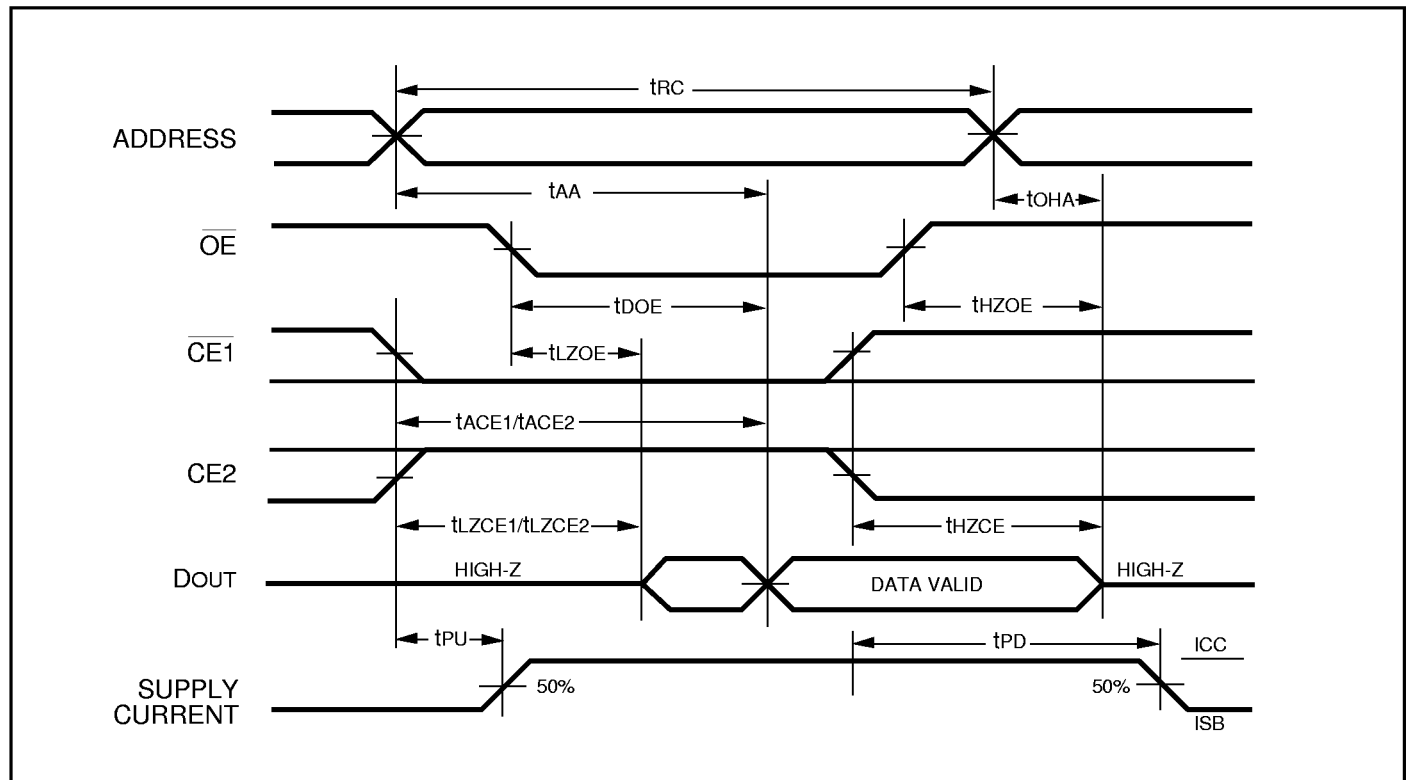 tRC
ADDRESS
tAA
tOHA
OE
tDOE
tHZOE
CE1
tLZOE
tACE1/tACE2
CE2
tLZCE1/tLZCE2
tHZCE
DOUT
HIGH-Z
DATA VALID
HIGH-Z
tPU
tPD
ICC
SUPPLY
CURRENT
50%
50%
ISB